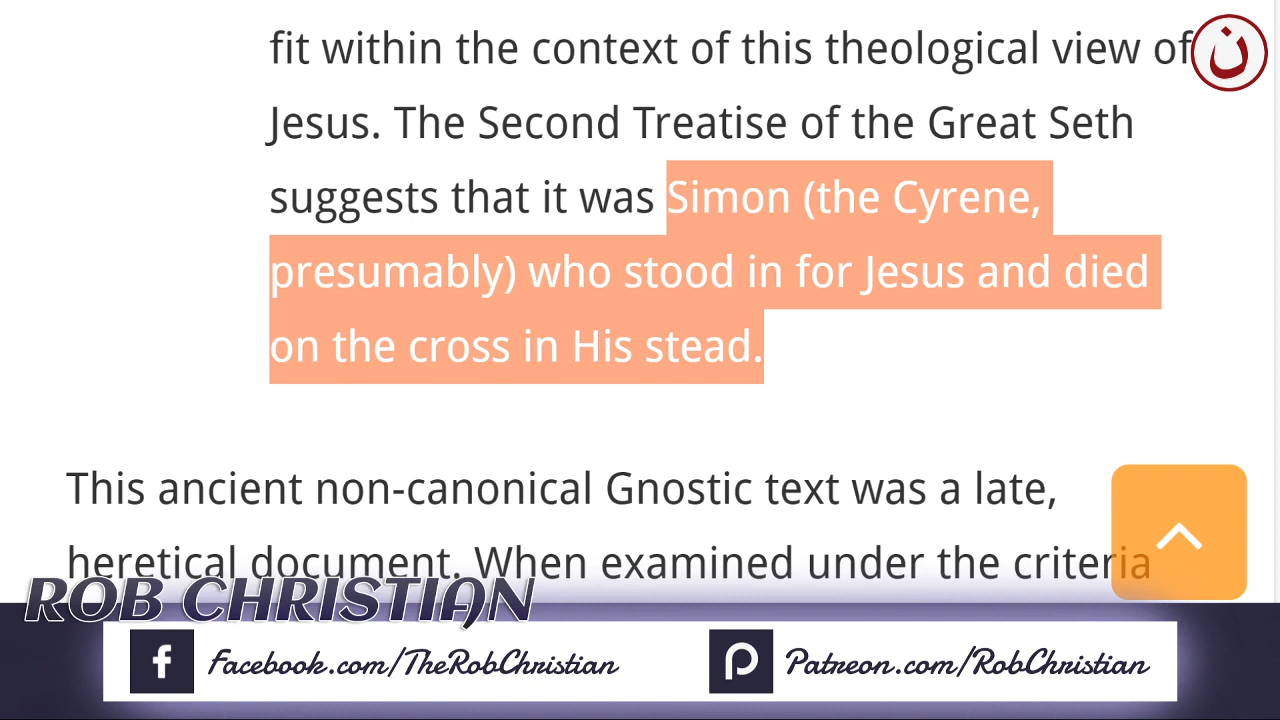 fit within the context of this theological view of
ن
Jesus. The Second Treatise of the Great Seth
suggests that it was Simon (the Cyrene,
presumably) who stood in for Jesus and died
on the cross in His stead.
This ancient non-canonical Gnostic text was a late,
heretical document. When examined under the criteria
ROB CHRISTIAN
f Facebook.com/TheRobChristian
Patreon.com/RobChristian